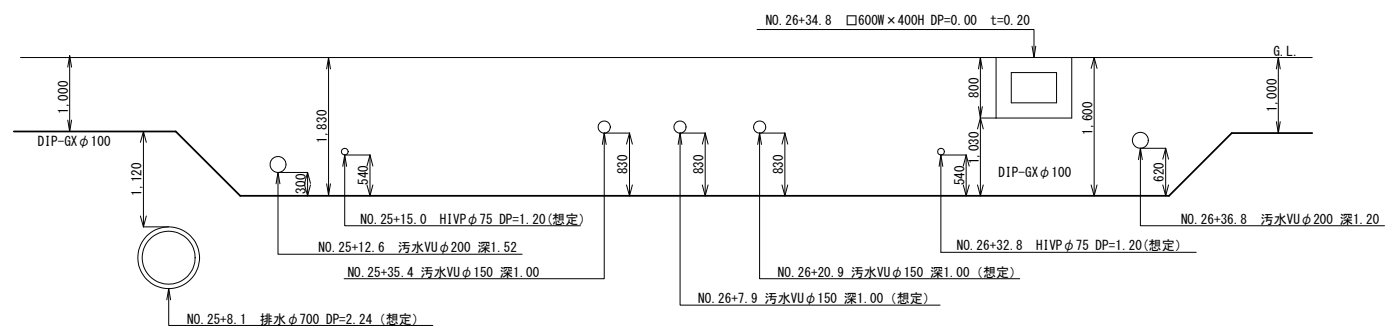 NO.26+34.8 □600W×400H DP=0.00 t=0.20
G.L.
1,000
1,830
800
1,600
1,000
DIP-GXφ100
1,120
300
540
830
830
830
1,030
540
DIP-GXφ100
620
NO.25+15.0 HIVPφ75 DP=1.20(想定)
NO.26+36.8 汚水VUφ200 深1.20
NO.25+12.6 汚水VUφ200 深1.52
NO.26+32.8 HIVPφ75 DP=1.20(想定)
NO.25+35.4 汚水VUφ150 深1.00
NO.26+20.9 汚水VUφ150 深1.00 (想定)
NO.26+7.9 汚水VUφ150 深1.00 (想定)
NO.25+8.1 排水φ700 DP=2.24 (想定)